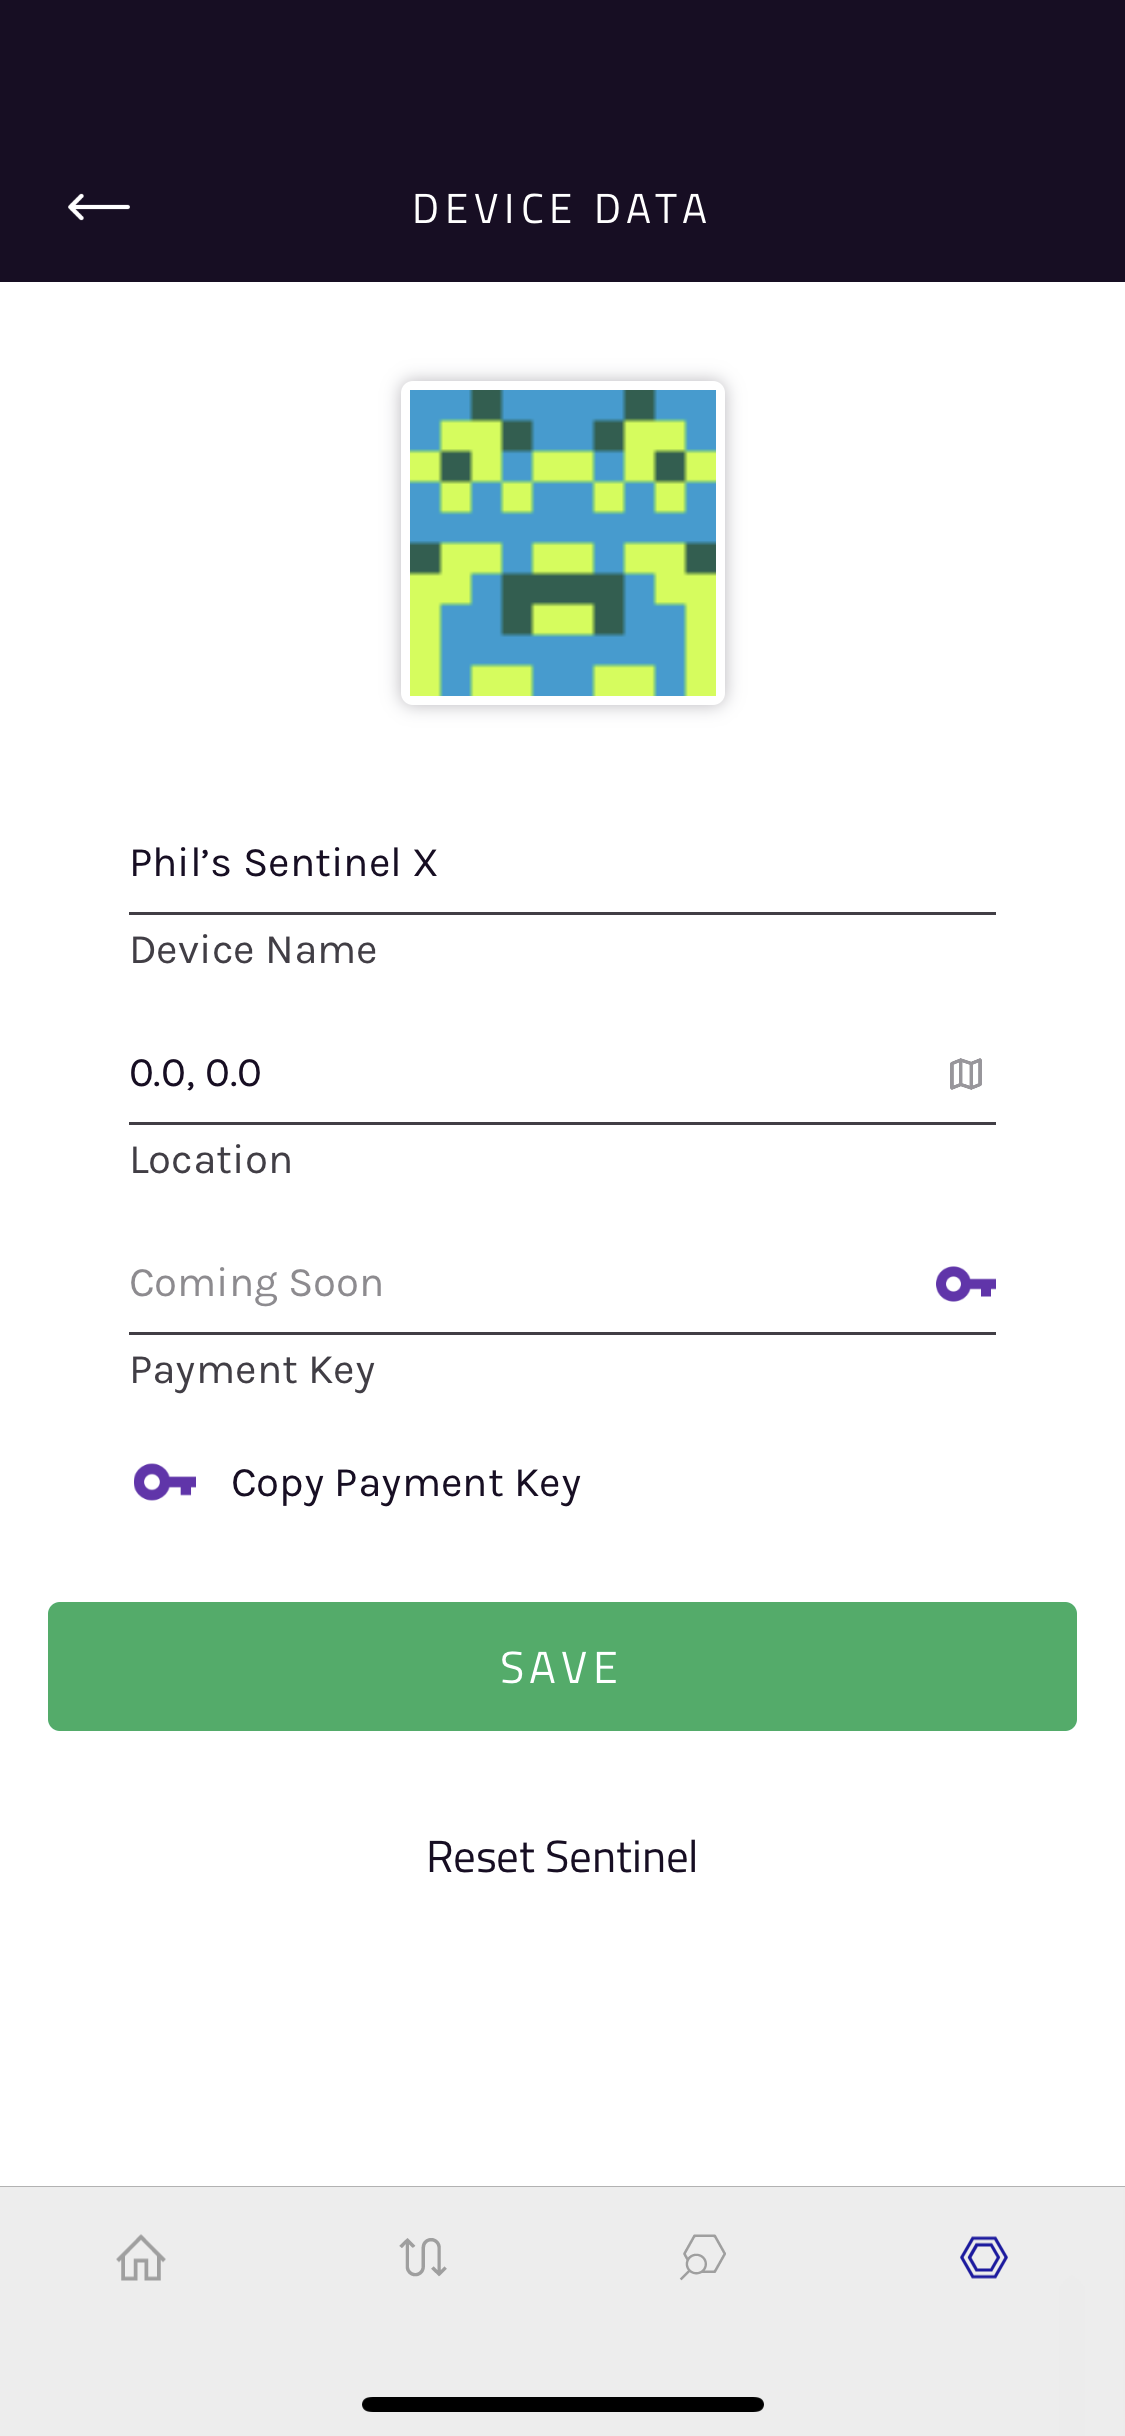 DEVICE DATA
Phil’s Sentinel X
Device Name
0.0, 0.0
Location
Coming Soon
Payment Key
Copy Payment Key
SAVE
Reset Sentinel